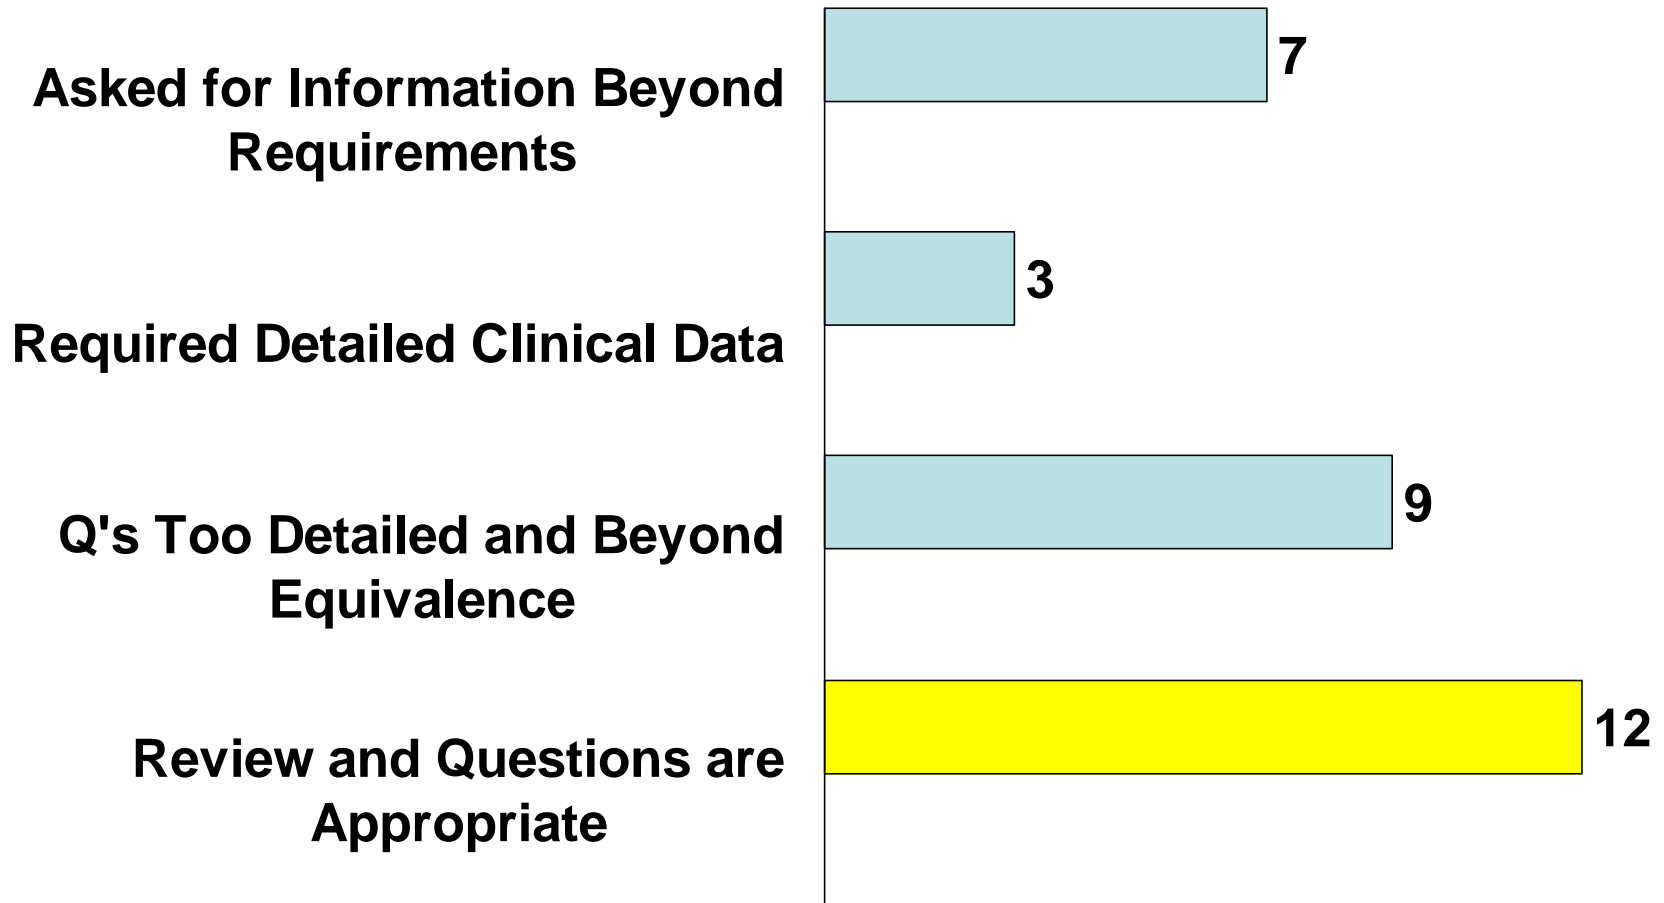 7
Asked for Information Beyond
Requirements
3
Required Detailed Clinical Data
9
Q's Too Detailed and Beyond
Equivalence
12
Review and Questions are
Appropriate